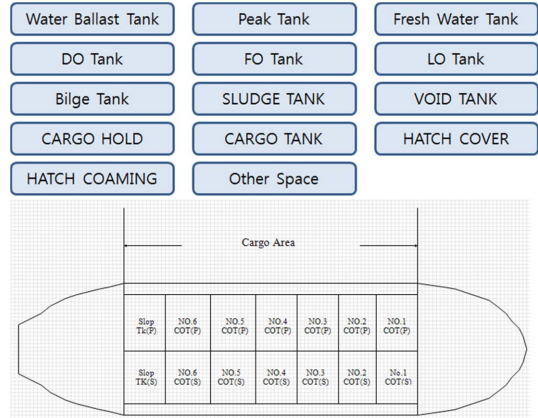 Water Ballast Tank
Peak Tank
Fresh Water Tank
DO Tank
FO Tank
LO Tank
Bilge Tank
SLUDGE TANK
VOID TANK
CARGO HOLD
CARGO TANK
HATCH COVER
HATCH COAMING
Other Space
Cargo Area
Slop NO.6 NO.5 NO.4 NO.3 NO.2 NO.1
Tk(P) COT(P) COT(P) COT(P) COT(P) COT(P) COT(P)
Slop NO.6 NO.5 NO.4 NO.3 NO.2 No.1
TK(S) COT(S) COT(S) COT(S) COT(S) COT(S) COT(S)